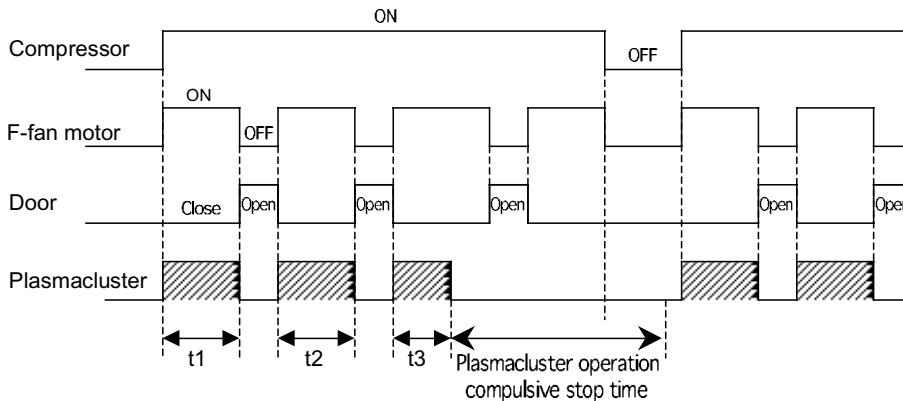 ON
Compressor
OFF
ON
F-fan motor
OFF
Door
Close
Open
Open
Open
Open
Open
Plasmacluster
t1
t2
t3
Plasmacluster operation
compulsive stop time